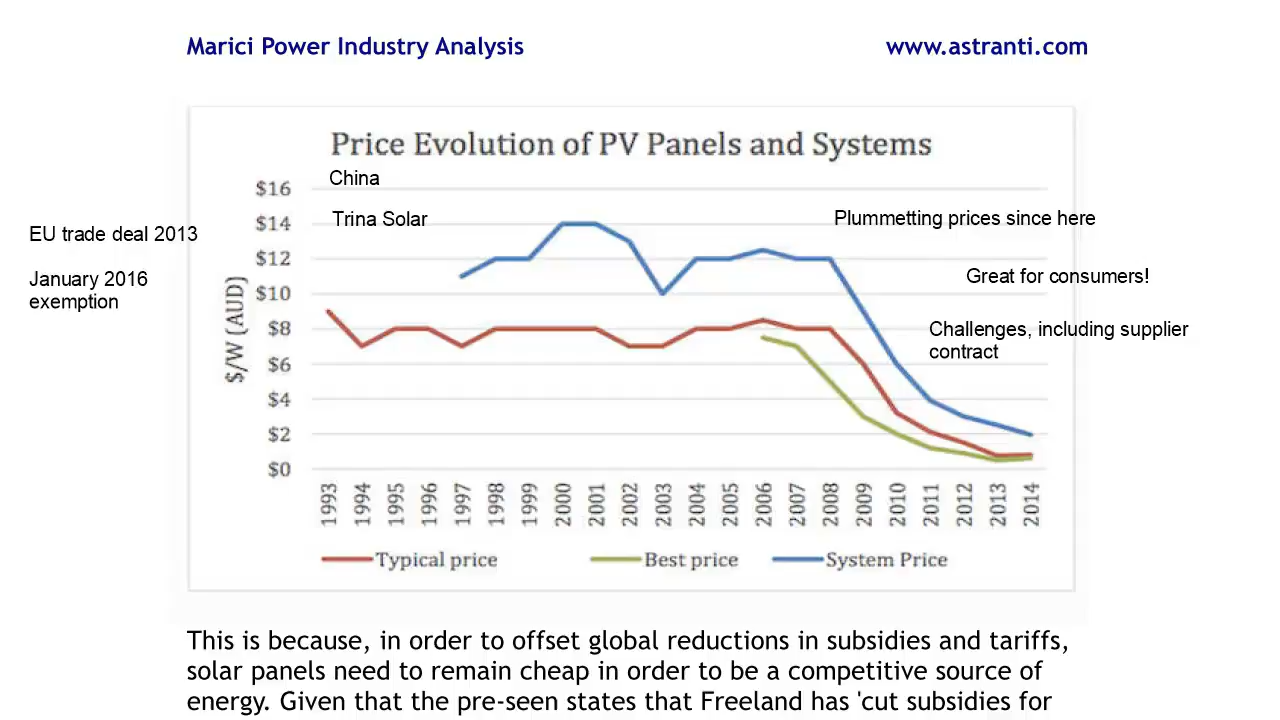 Marici Power Industry Analysis
www.astranti.com
Price Evolution of PV Panels and Systems
China
$16
Trina Solar
$14
Plummetting prices since here
EU trade deal 2013
$12
January 2016
exemption
Great for consumers!
$10
$/W (AUD)
$8
Challenges, including supplier
contract
$6
$4
$2
$0
1993
1994
1995
1996
1997
1998
1999
2000
2001
2002
2003
2004
2005
2006
2007
2008
2009
2010
2011
2012
2013
2014
Typical price
Best price
System Price
This is because, in order to offset global reductions in subsidies and tariffs,
solar panels need to remain cheap in order to be a competitive source of
energy. Given that the pre-seen states that Freeland has 'cut subsidies for